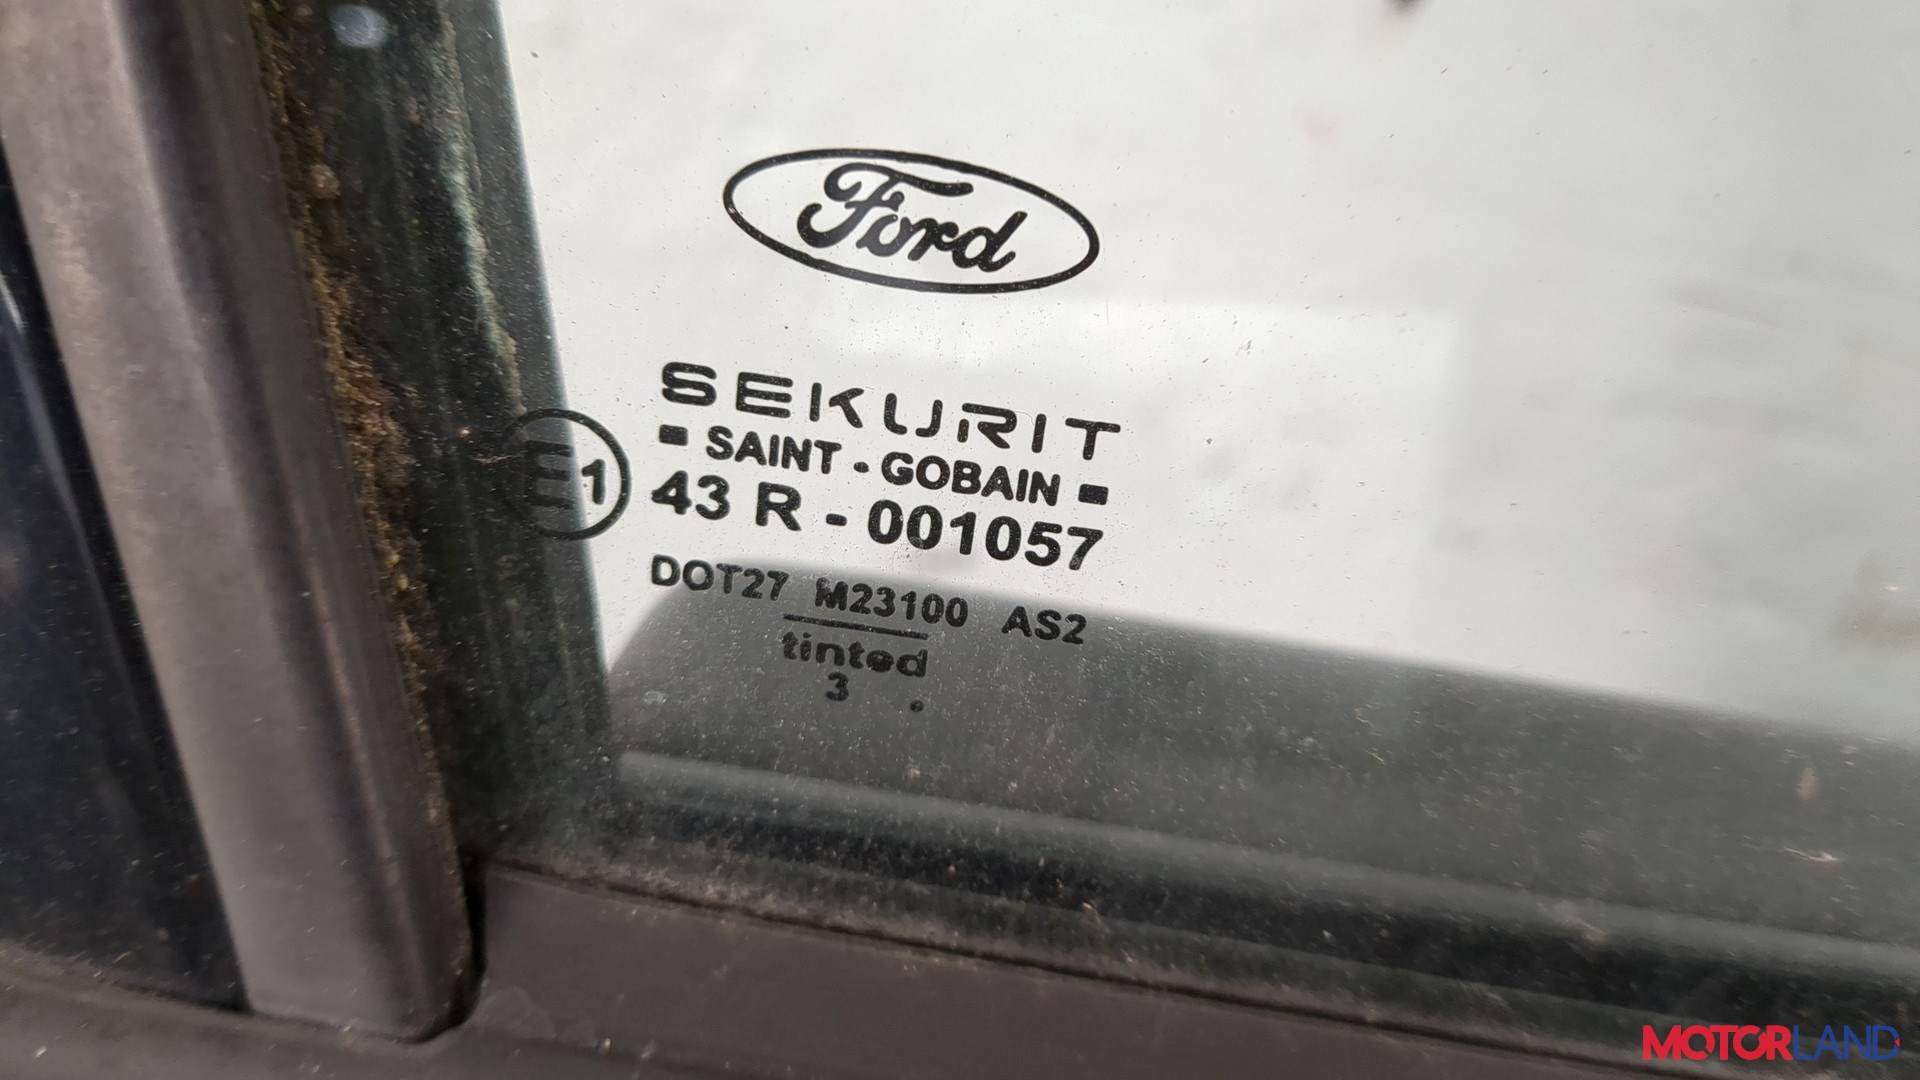 Ford
SEKURIT
SAINT-GOBAIN
E1 43 R - 001057
DOT27 M23100 AS2
tinted
3 .
MOTORLAND